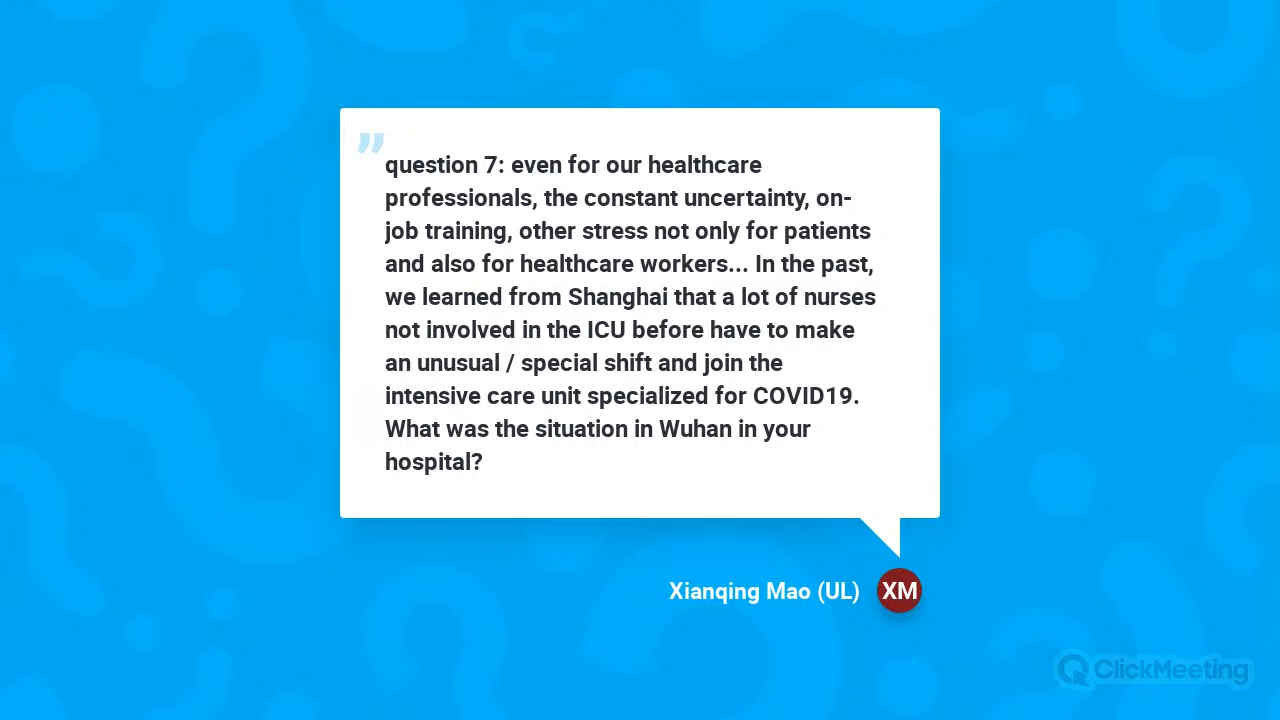 question 7: even for our healthcare
professionals, the constant uncertainty, on-
job training, other stress not only for patients
and also for healthcare workers... In the past,
we learned from Shanghai that a lot of nurses
not involved in the ICU before have to make
an unusual / special shift and join the
intensive care unit specialized for COVID19.
What was the situation in Wuhan in your
hospital?
Xianqing Mao (UL) XM
ClickMeeting